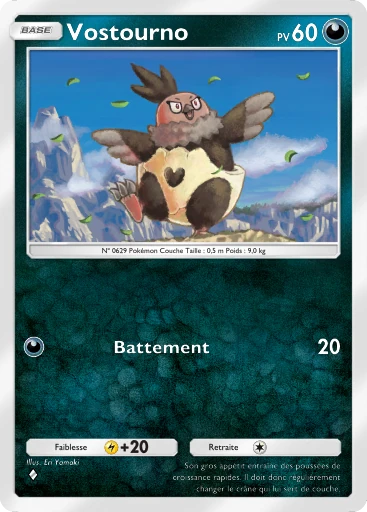 BASE Vostourno PV 60
N° 0629 Pokémon Couche Taille : 0,5 m Poids : 9,0 kg
Battement 20
Faiblesse +20 Retraite
Illus. Eri Yamaki
Son gros appétit entraîne des poussées de
croissance rapides. Il doit donc régulièrement
changer le crâne qui lui sert de couche.